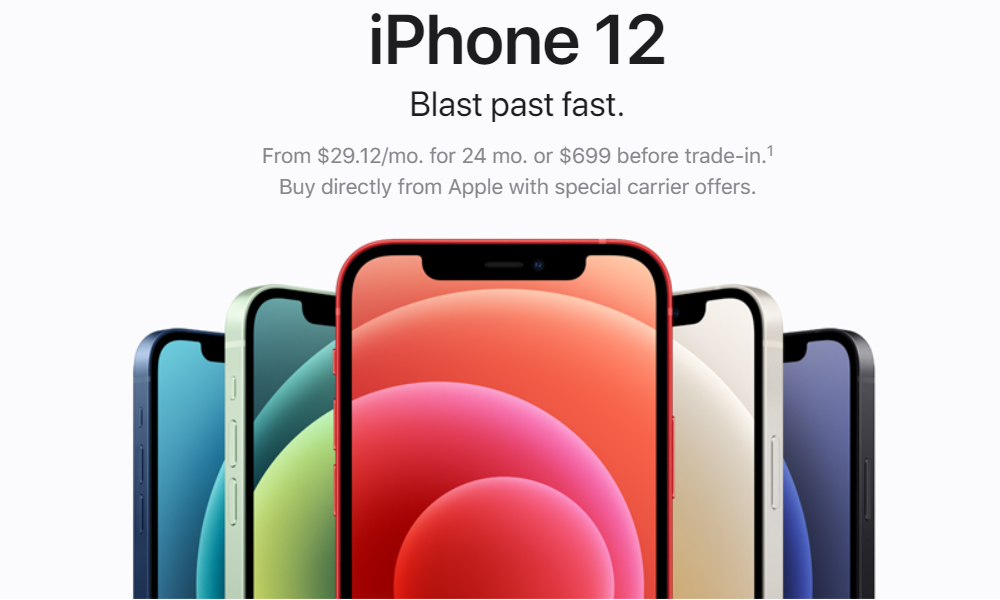 iPhone 12
Blast past fast.
From $29.12/mo. for 24 mo. or $699 before trade-in.¹
Buy directly from Apple with special carrier offers.